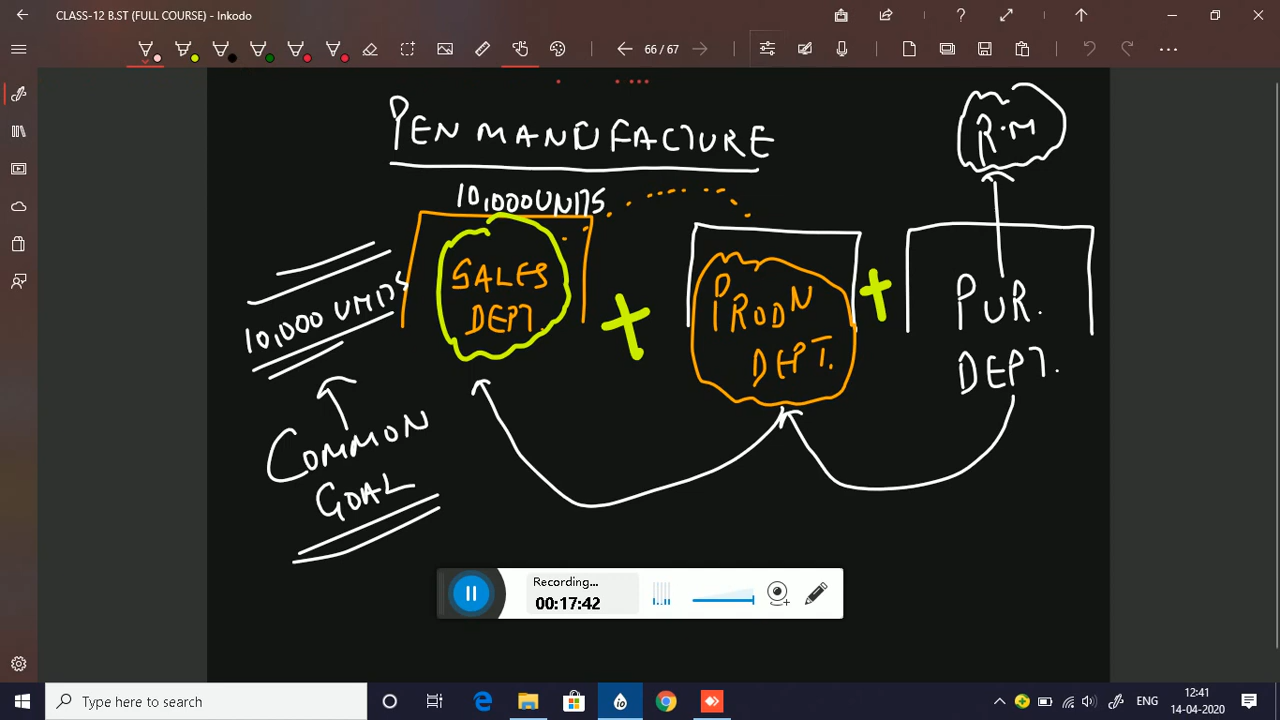 CLASS-12 B.ST (FULL COURSE) - Inkodo
66 / 67
PEN MANUFACTURE
R.M
10,000 UNITS
SALES
DEPT.
PRODN
DEPT.
PUR.
DEPT.
10,000 UNITS
COMMON
GOAL
Recording...
00:17:42
Type here to search
ENG
12:41
14-04-2020